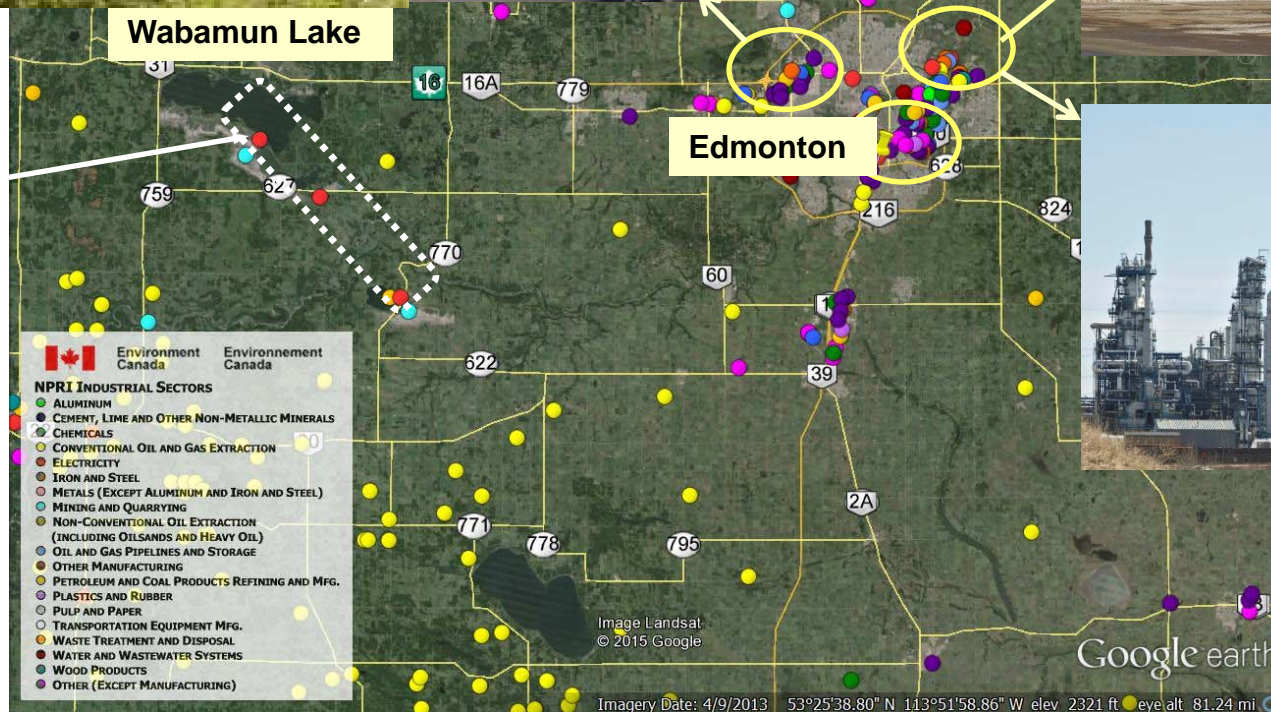 Wabamun Lake
31
16
16A
779
Edmonton
628
759
627
216
824
770
60
1
622
39
2A
771
778
795
Environment Canada
Environnement Canada
NPRI INDUSTRIAL SECTORS
ALUMINUM
CEMENT, LIME AND OTHER NON-METALLIC MINERALS
CHEMICALS
CONVENTIONAL OIL AND GAS EXTRACTION
ELECTRICITY
IRON AND STEEL
METALS (EXCEPT ALUMINUM AND IRON AND STEEL)
MINING AND QUARRYING
NON-CONVENTIONAL OIL EXTRACTION
(INCLUDING OILSANDS AND HEAVY OIL)
OIL AND GAS PIPELINES AND STORAGE
OTHER MANUFACTURING
PETROLEUM AND COAL PRODUCTS REFINING AND MFG.
PLASTICS AND RUBBER
PULP AND PAPER
TRANSPORTATION EQUIPMENT MFG.
WASTE TREATMENT AND DISPOSAL
WATER AND WASTEWATER SYSTEMS
WOOD PRODUCTS
OTHER (EXCEPT MANUFACTURING)
Image Landsat
© 2015 Google
Google earth
Imagery Date: 4/9/2013 53°25'38.80" N 113°51'58.86" W elev 2321 ft eye alt 81.24 mi